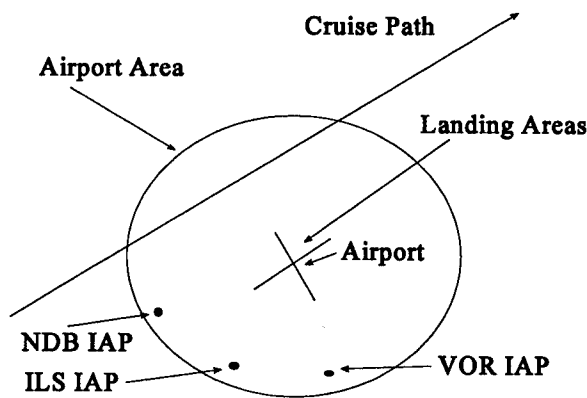 Cruise Path
Airport Area
Landing Areas
Airport
NDB IAP
ILS IAP
VOR IAP